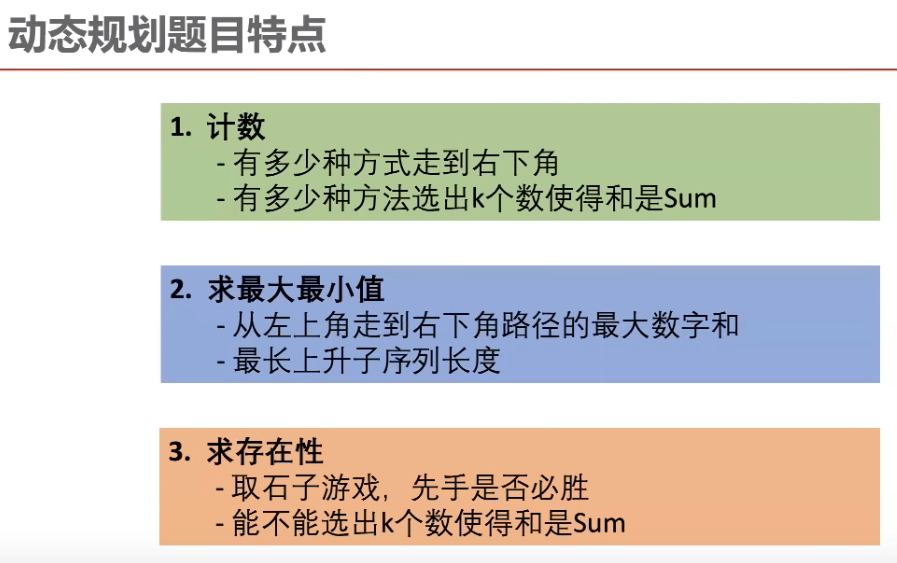 动态规划题目特点
1. 计数
- 有多少种方式走到右下角
- 有多少种方法选出k个数使得和是Sum
2. 求最大最小值
- 从左上角走到右下角路径的最大数字和
- 最长上升子序列长度
3. 求存在性
- 取石子游戏，先手是否必胜
- 能不能选出k个数使得和是Sum